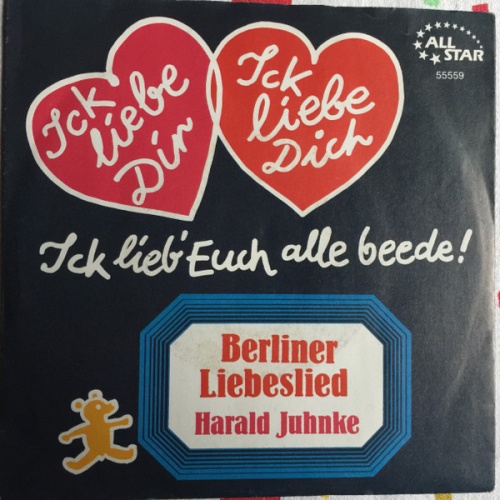 Ick
liebe
Dir
Ick
liebe
Dich
ALL
STAR
55559
Ick lieb' Euch alle beede!
Berliner
Liebeslied
Harald Juhnke